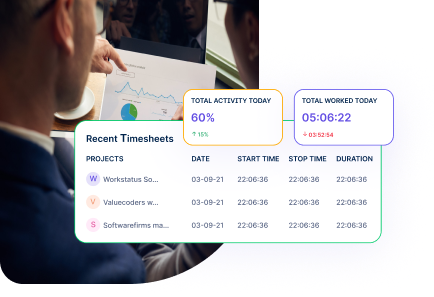 TOTAL ACTIVITY TODAY
60%
↑ 15%
TOTAL WORKED TODAY
05:06:22
↓ 03:52:54
Recent Timesheets
PROJECTS DATE START TIME STOP TIME DURATION
W Workstatus So... 03-09-21 22:06:36 22:06:36 22:06:36
V Valuecoders w... 03-09-21 22:06:36 22:06:36 22:06:36
S Softwarefirms ma... 03-09-21 22:06:36 22:06:36 22:06:36